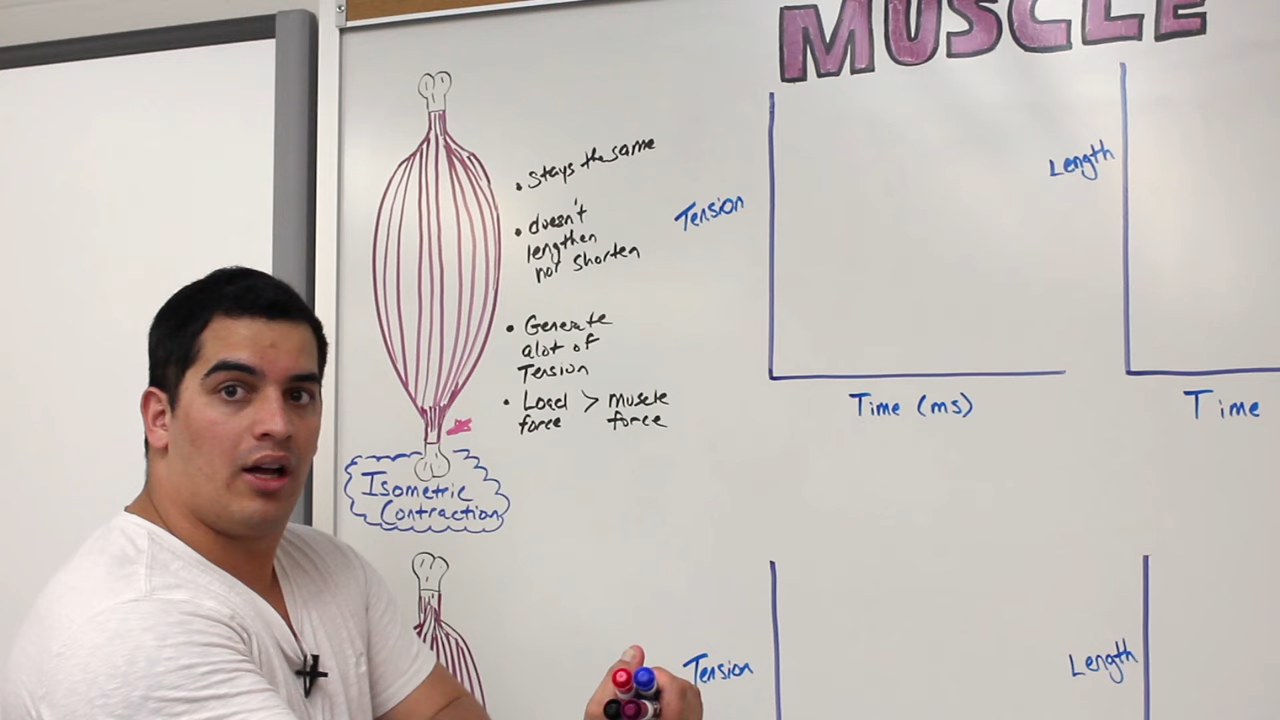 MUSCLE
• stays the same
• doesn't
lengthen
nor shorten
• Generate
alot of
Tension
• Load > muscle
force force
Isometric
Contraction
Tension
Time (ms)
Length
Time
Tension
Length